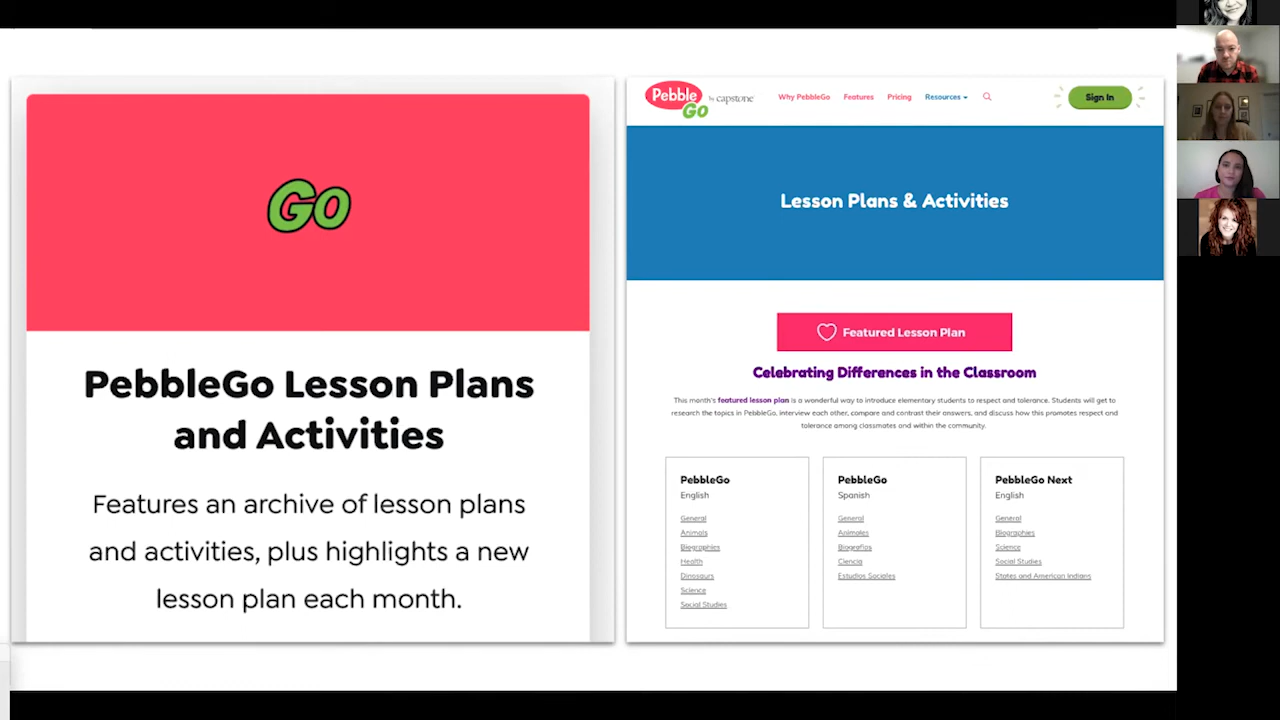 Go
PebbleGo Lesson Plans
and Activities
Features an archive of lesson plans
and activities, plus highlights a new
lesson plan each month.
Pebble Go by capstone
Why PebbleGo Features Pricing Resources
Sign In
Lesson Plans & Activities
Featured Lesson Plan
Celebrating Differences in the Classroom
This month's featured lesson plan is a wonderful way to introduce elementary students to respect and tolerance. Students will get to
research the topics in PebbleGo, interview each other, compare and contrast their answers, and discuss how this promotes respect and
tolerance among classmates and within the community.
PebbleGo
English
General
Animals
Biographies
Health
Dinosaurs
Science
Social Studies
PebbleGo
Spanish
General
Animales
Biografías
Ciencia
Estudios Sociales
PebbleGo Next
English
General
Biographies
Science
Social Studies
States and American Indians